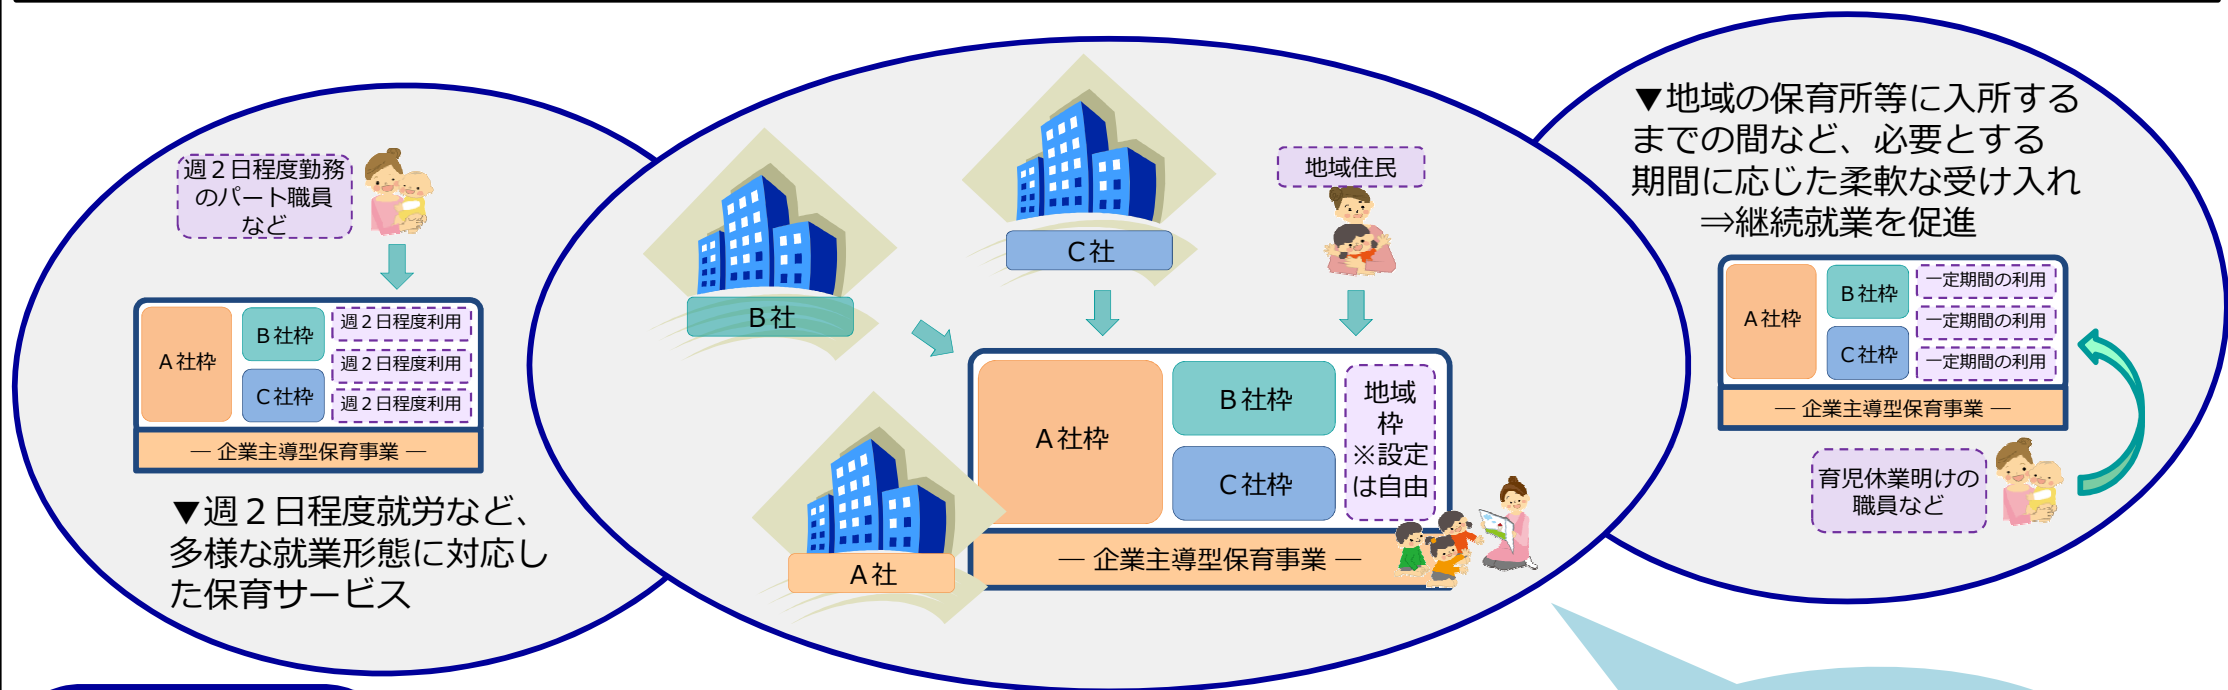 週２日程度勤務
のパート職員
など
A社枠
B社枠
C社枠
週２日程度利用
週２日程度利用
週２日程度利用
― 企業主導型保育事業 ―
▼週２日程度就労など、
多様な就業形態に対応し
た保育サービス
B社
C社
地域住民
A社
A社枠
B社枠
C社枠
地域
枠
※設定
は自由
― 企業主導型保育事業 ―
▼地域の保育所等に入所する
までの間など、必要とする
期間に応じた柔軟な受け入れ
⇒継続就業を促進
A社枠
B社枠
C社枠
一定期間の利用
一定期間の利用
一定期間の利用
― 企業主導型保育事業 ―
育児休業明けの
職員など